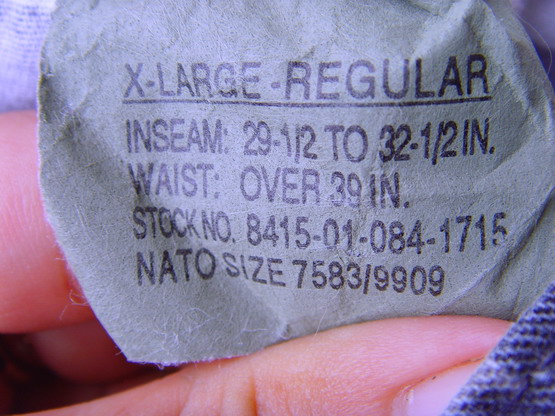 X-LARGE-REGULAR
INSEAM: 29-1/2 TO 32-1/2 IN.
WAIST: OVER 39 IN.
STOCK NO. 8415-01-084-1715
NATO SIZE 7583/9909